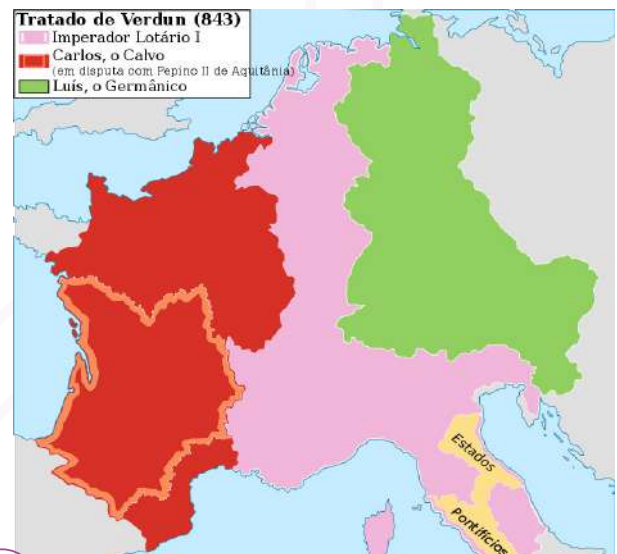 Tratado de Verdun (843)
Imperador Lotário I
Carlos, o Calvo
(em disputa com Pepino II de Aquitânia)
Luís, o Germânico
Estados
Pontifícios